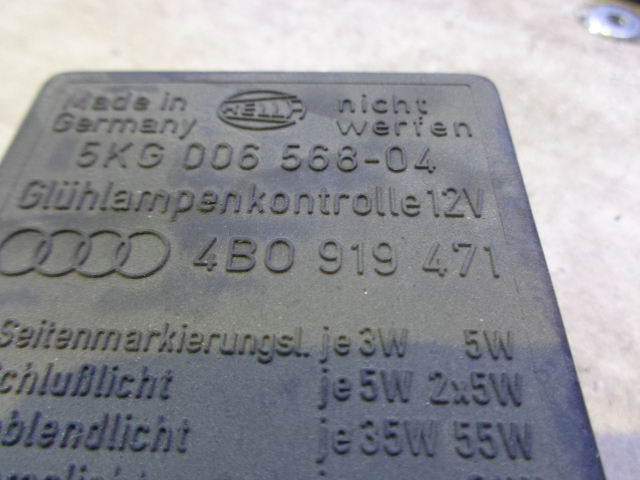 Made in HELLA nicht
Germany werfen
5KG 006 568-04
Glühlampenkontrolle 12V
4B0 919 471
Seitenmarkierungsl. je 3W 5W
chlußlicht je 5W 2x5W
blendlicht je 35W 55W